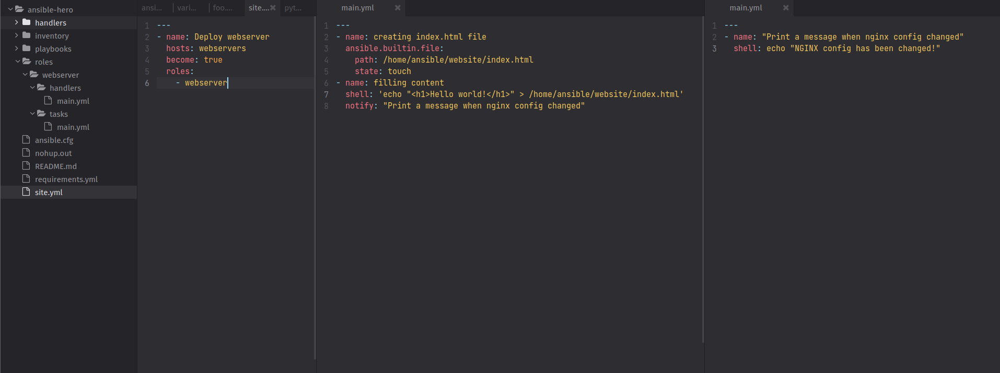 ansible-hero
handlers
inventory
playbooks
roles
webserver
handlers
main.yml
tasks
main.yml
ansible.cfg
nohup.out
README.md
requirements.yml
site.yml
ansi... vari... foo.... site.... pyt...
1 ---
2 - name: Deploy webserver
3 hosts: webservers
4 become: true
5 roles:
6 - webserver
main.yml
1 ---
2 - name: creating index.html file
3 ansible.builtin.file:
4 path: /home/ansible/website/index.html
5 state: touch
6 - name: filling content
7 shell: 'echo "<h1>Hello world!</h1>" > /home/ansible/website/index.html'
8 notify: "Print a message when nginx config changed"
main.yml
1 ---
2 - name: "Print a message when nginx config changed"
3 shell: echo "NGINX config has been changed!"